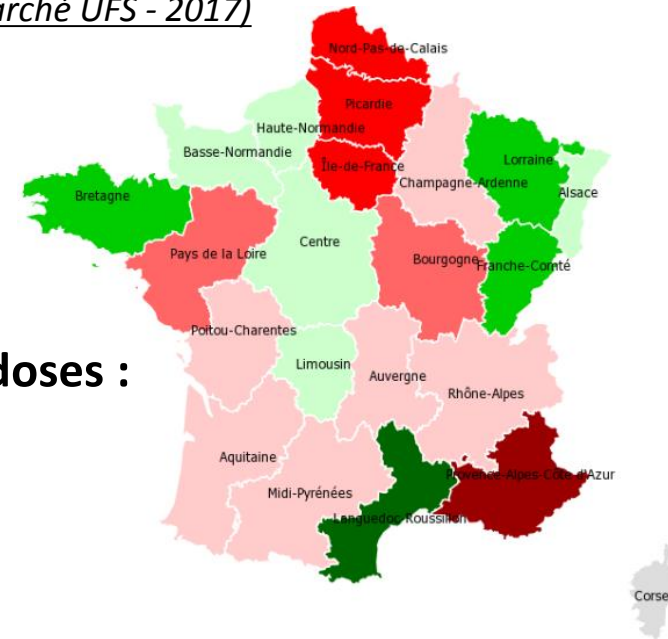 arché UFS - 2017)
Nord-Pas-de-Calais
Picardie
Haute-Normandie
Basse-Normandie
Île-de-France
Lorraine
Champagne-Ardenne
Alsace
Bretagne
Centre
Pays de la Loire
Bourgogne
Franche-Comté
Poitou-Charentes
doses :
Limousin
Auvergne
Rhône-Alpes
Aquitaine
Provence-Alpes-Côte d'Azur
Midi-Pyrénées
Languedoc-Roussillon
Corse